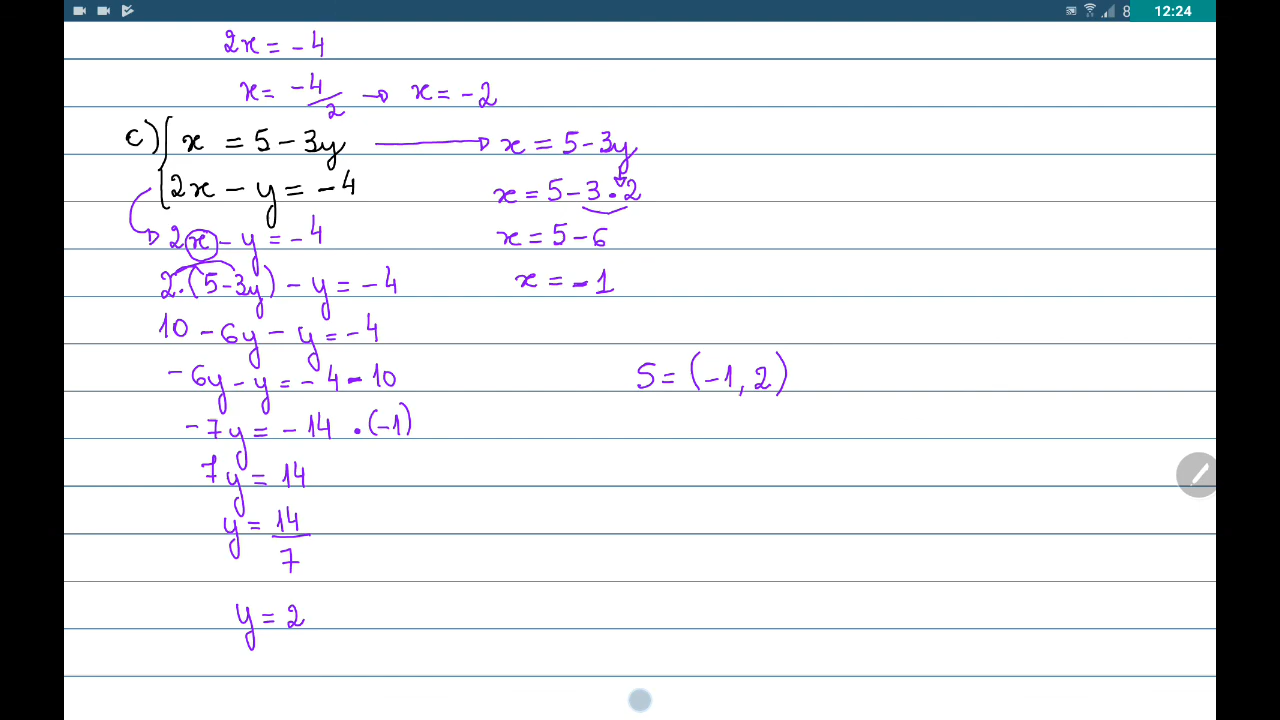 8 12:24
2x = -4
x = -4/2 → x = -2
c) { x = 5 - 3y → x = 5 - 3y
2x - y = -4
x = 5 - 3 . 2
2x - y = -4
x = 5 - 6
2.(5 - 3y) - y = -4
x = -1
10 - 6y - y = -4
-6y - y = -4 - 10
S = (-1, 2)
-7y = -14 .(-1)
7y = 14
y = 14/7
y = 2